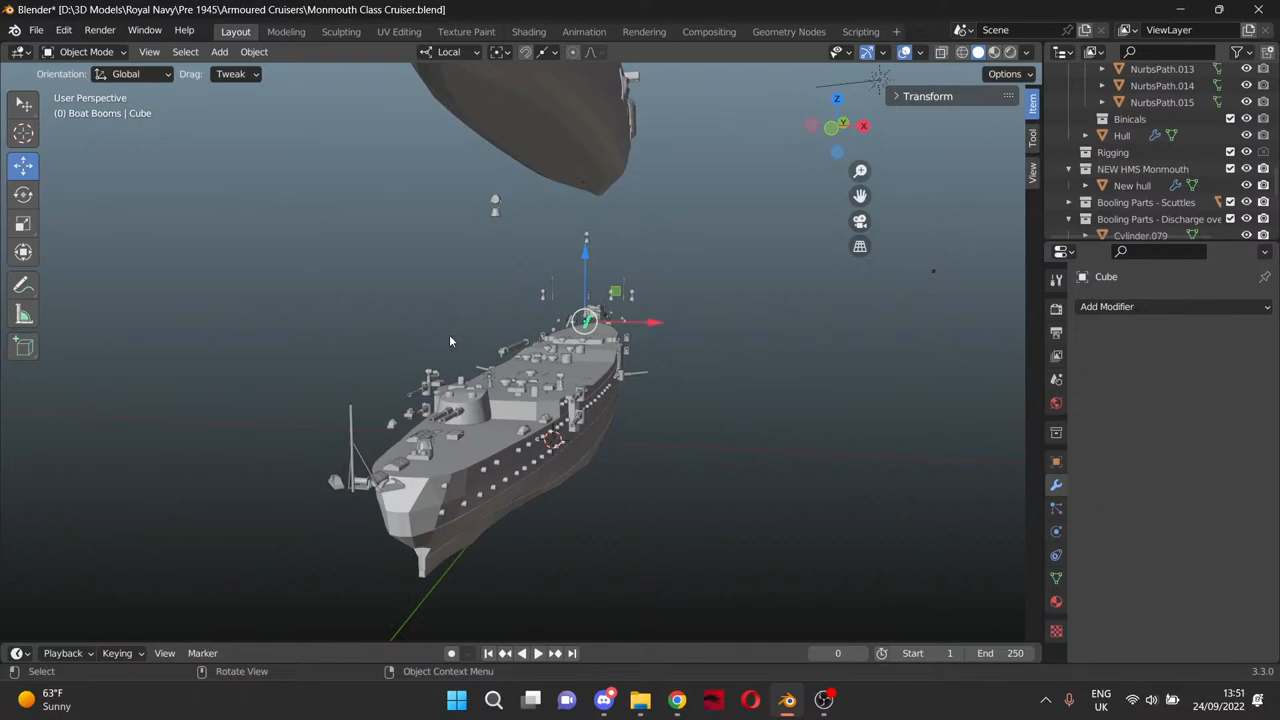 Blender* [D:\3D Models\Royal Navy\Pre 1945\Armoured Cruisers\Monmouth Class Cruiser.blend]
File Edit Render Window Help Layout Modeling Sculpting UV Editing Texture Paint Shading Animation Rendering Compositing Geometry Nodes Scripting + Scene ViewLayer
Object Mode View Select Add Object Local
Orientation: Global Drag: Tweak Options
User Perspective
(0) Boat Booms | Cube
Transform
Z
Y
X
Item
Tool
View
NurbsPath.013
NurbsPath.014
NurbsPath.015
Binicals
Hull
Rigging
NEW HMS Monmouth
New hull
Booling Parts - Scuttles
Booling Parts - Discharge ove
Cylinder.079
Cube
Add Modifier
Playback Keying View Marker 0 Start 1 End 250
Select Rotate View Object Context Menu 3.3.0
63°F
Sunny
ENG
UK
13:51
24/09/2022